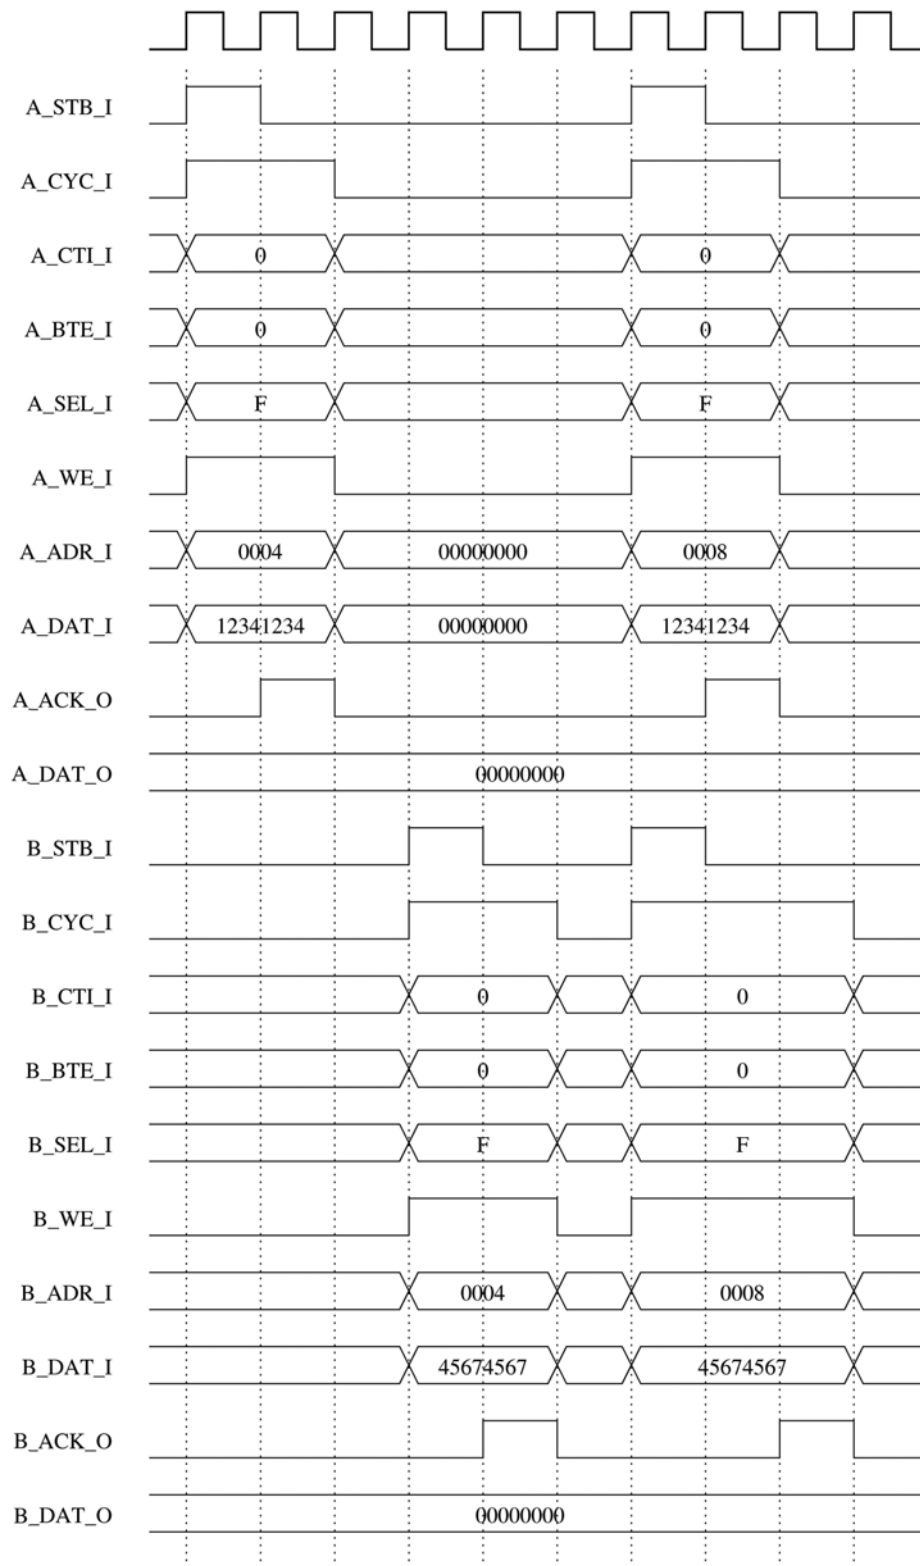 A_STB_I
A_CYC_I
A_CTI_I 0 0
A_BTE_I 0 0
A_SEL_I F F
A_WE_I
A_ADR_I 0004 00000000 0008
A_DAT_I 12341234 00000000 12341234
A_ACK_O
A_DAT_O 00000000
B_STB_I
B_CYC_I
B_CTI_I 0 0
B_BTE_I 0 0
B_SEL_I F F
B_WE_I
B_ADR_I 0004 0008
B_DAT_I 45674567 45674567
B_ACK_O
B_DAT_O 00000000